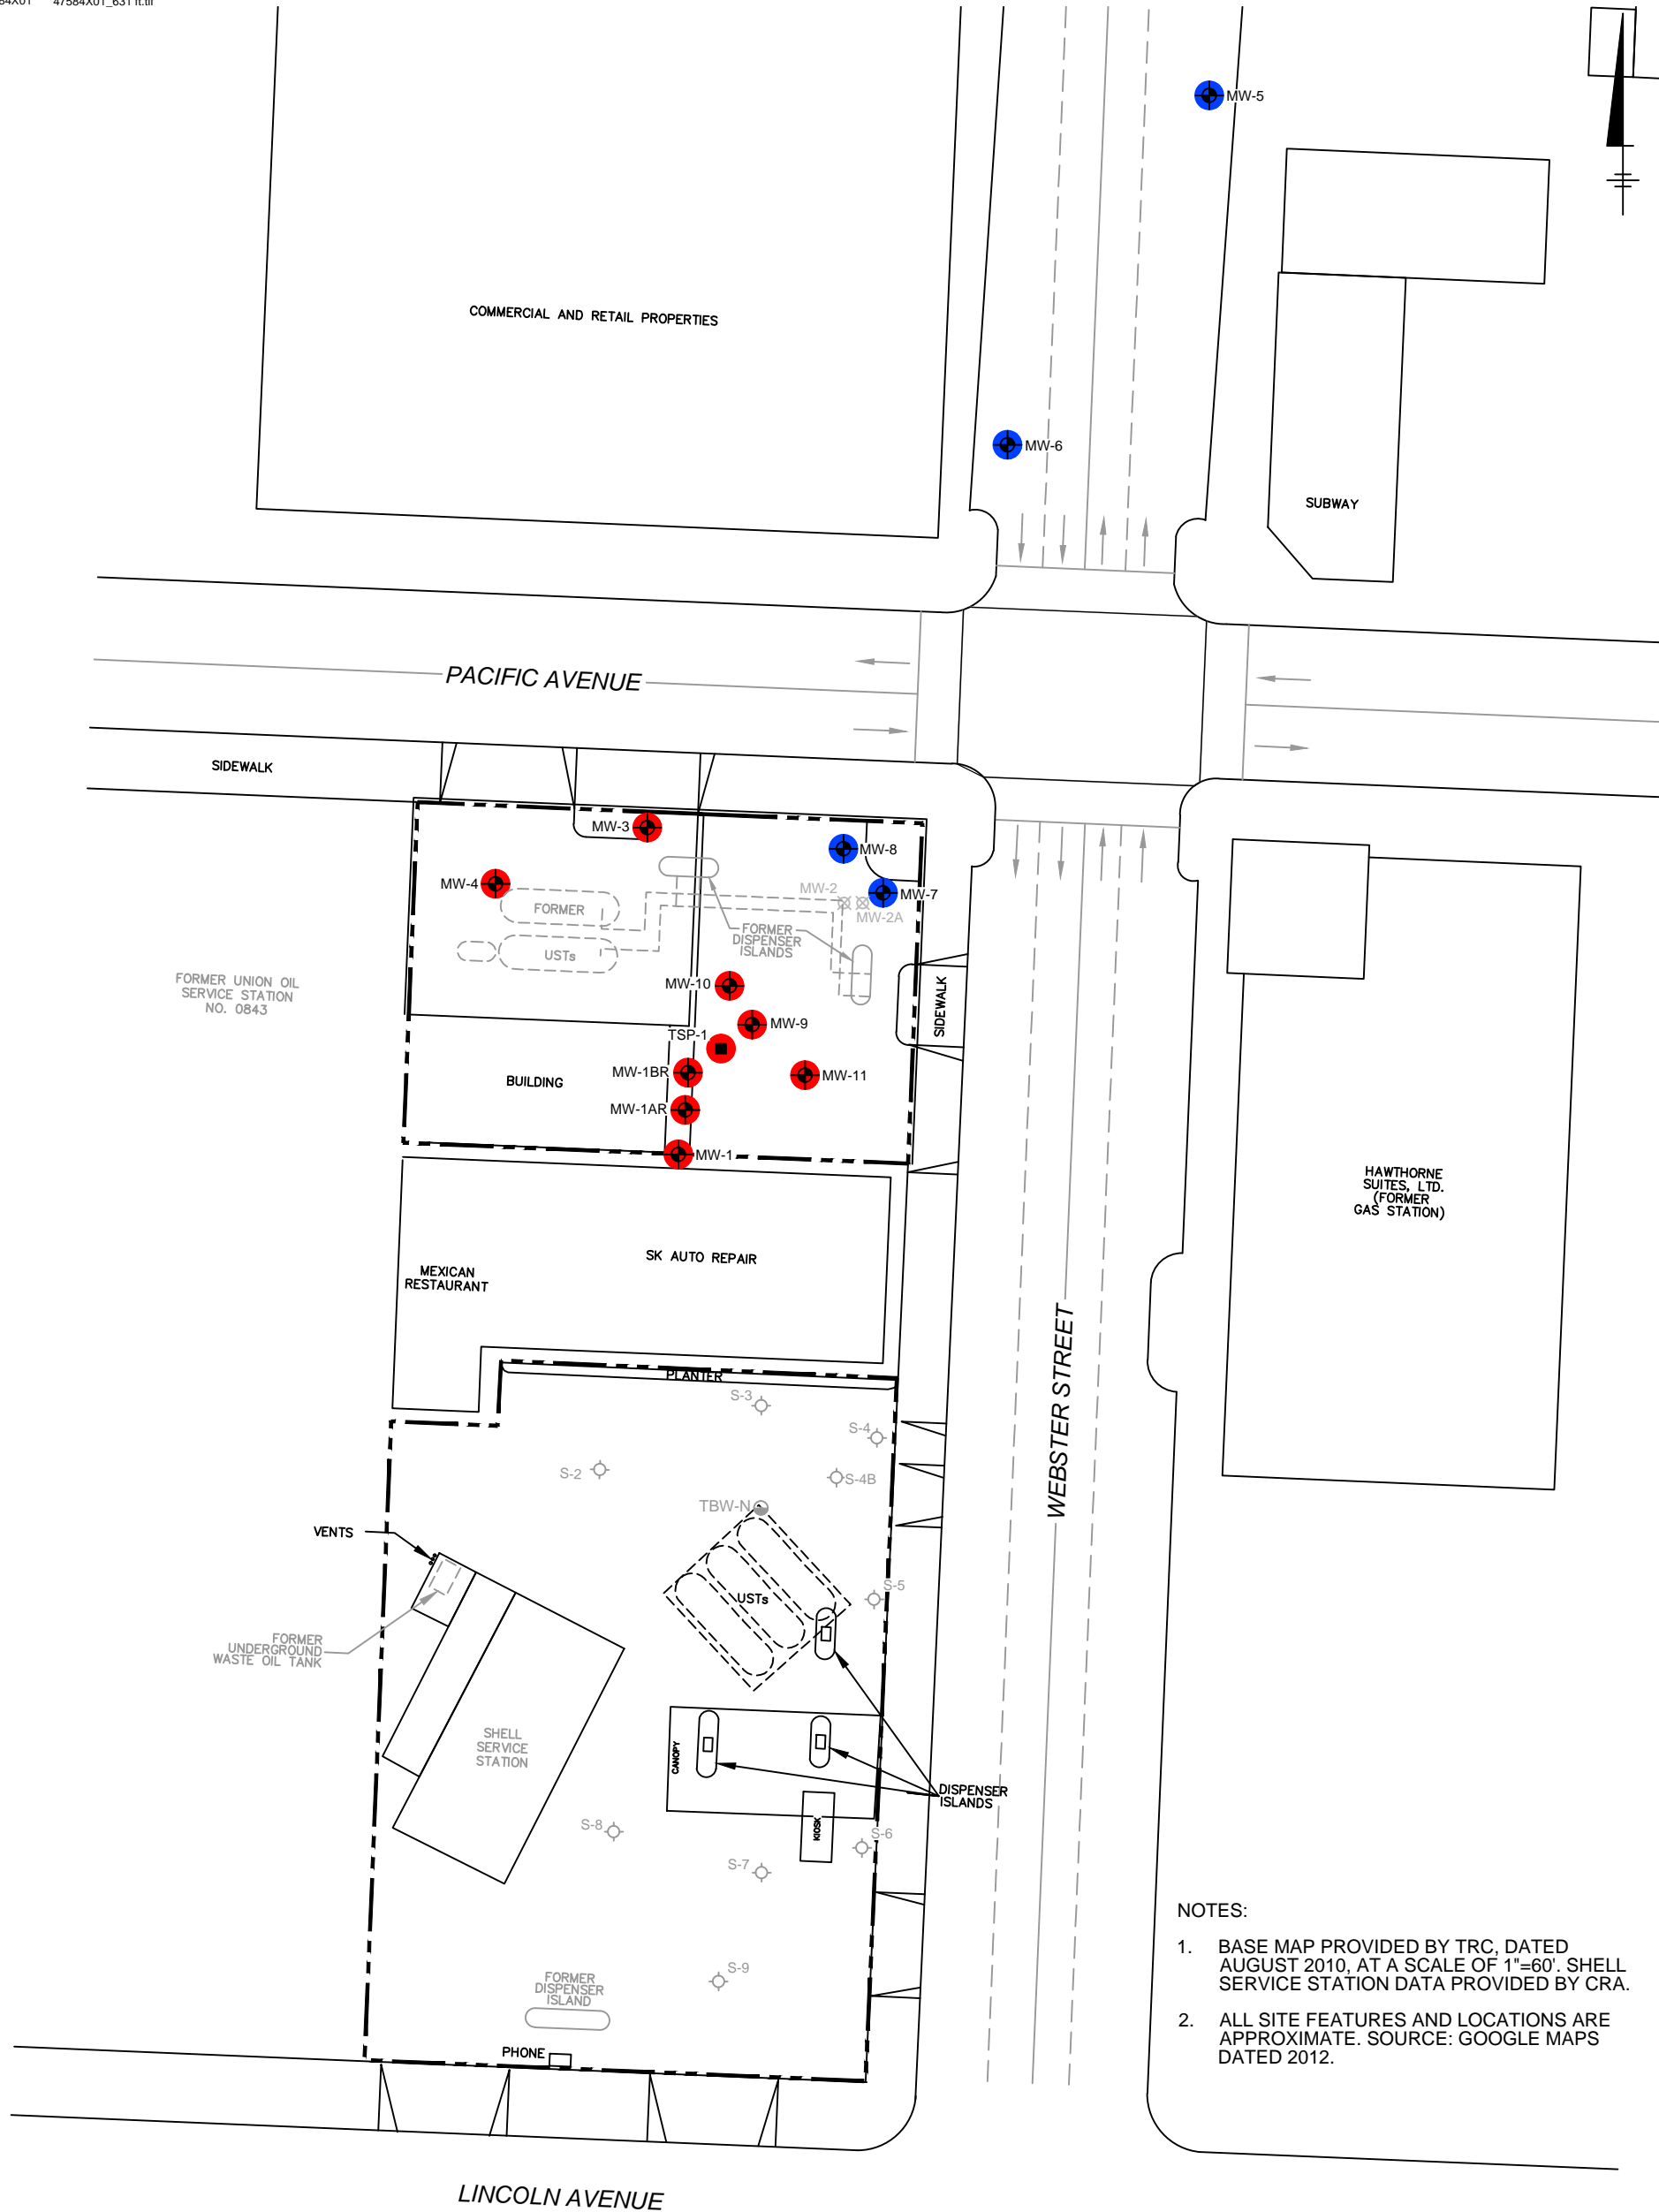 47584X01_631 ft.tif
MW-5
COMMERCIAL AND RETAIL PROPERTIES
MW-6
SUBWAY
PACIFIC AVENUE
SIDEWALK
MW-3
MW-8
MW-4
MW-2
MW-7
FORMER
MW-2A
FORMER
DISPENSER
ISLANDS
USTs
FORMER UNION OIL
SERVICE STATION
NO. 0843
MW-10
SIDEWALK
MW-9
TSP-1
MW-1BR
MW-11
BUILDING
MW-1AR
MW-1
HAWTHORNE
SUITES, LTD.
(FORMER
GAS STATION)
SK AUTO REPAIR
MEXICAN
RESTAURANT
WEBSTER STREET
PLANTER
S-3
S-4
S-2
S-4B
TBW-N
VENTS
USTs
S-5
FORMER
UNDERGROUND
WASTE OIL TANK
SHELL
SERVICE
STATION
CANOPY
DISPENSER
ISLANDS
KIOSK
S-8
S-6
S-7
NOTES:
1. BASE MAP PROVIDED BY TRC, DATED
AUGUST 2010, AT A SCALE OF 1"=60'. SHELL
SERVICE STATION DATA PROVIDED BY CRA.
2. ALL SITE FEATURES AND LOCATIONS ARE
APPROXIMATE. SOURCE: GOOGLE MAPS
DATED 2012.
S-9
FORMER
DISPENSER
ISLAND
PHONE
LINCOLN AVENUE